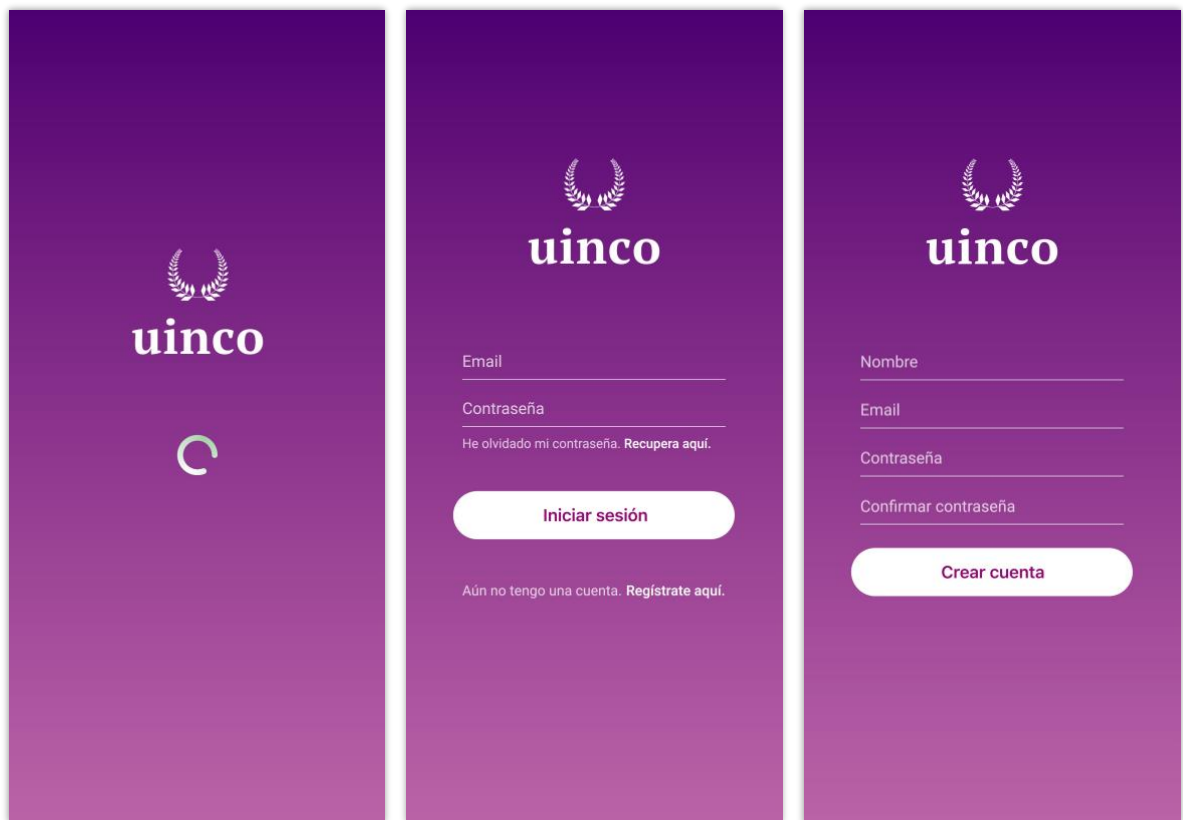 uinco
uinco
Email
Contraseña
He olvidado mi contraseña. Recupera aquí.
Iniciar sesión
Aún no tengo una cuenta. Regístrate aquí.
uinco
Nombre
Email
Contraseña
Confirmar contraseña
Crear cuenta